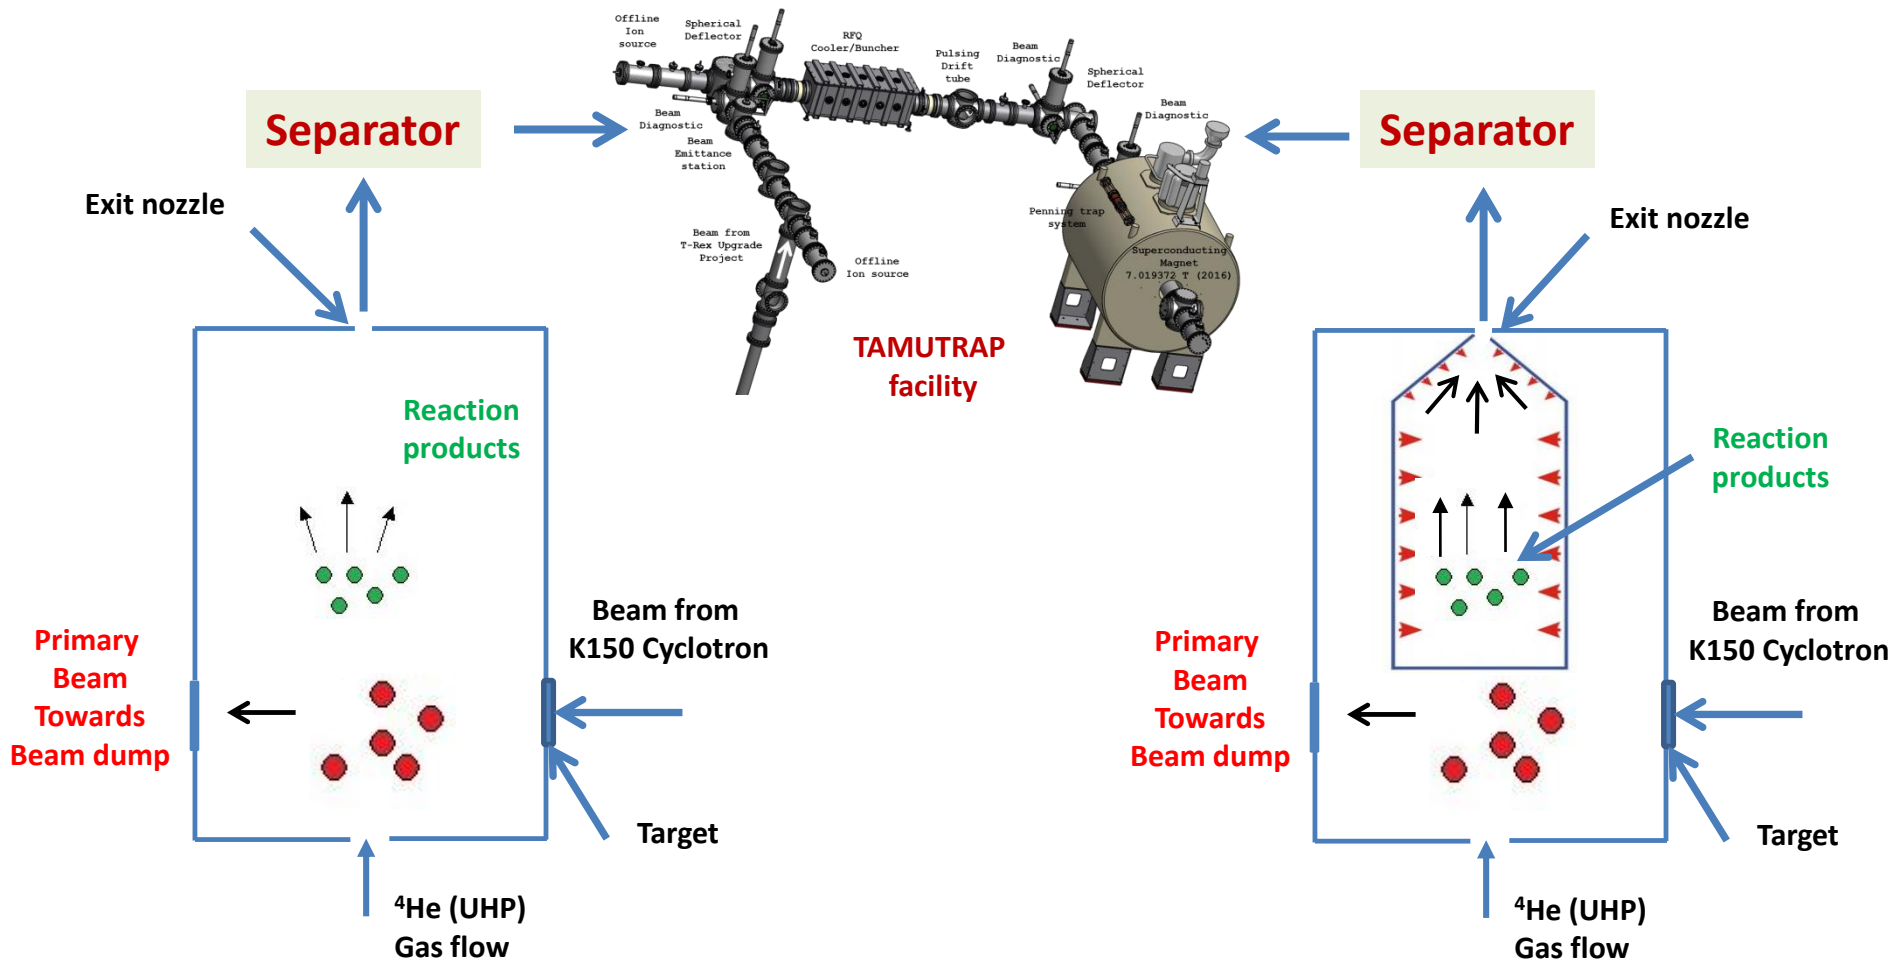 Separator
Exit nozzle
Reaction
products
Beam from
K150 Cyclotron
Primary
Beam
Towards
Beam dump
Target
⁴He (UHP)
Gas flow
Offline
Ion
source
Spherical
Deflector
RFQ
Cooler/Buncher
Pulsing
Drift
tube
Beam
Diagnostic
Spherical
Deflector
Beam
Diagnostic
Beam
Diagnostic
Beam
Emittance
station
Beam from
T-Rex Upgrade
Project
Offline
Ion source
Penning trap
system
Superconducting
Magnet
7.019372 T (2016)
TAMUTRAP
facility
Separator
Exit nozzle
Reaction
products
Beam from
K150 Cyclotron
Primary
Beam
Towards
Beam dump
Target
⁴He (UHP)
Gas flow